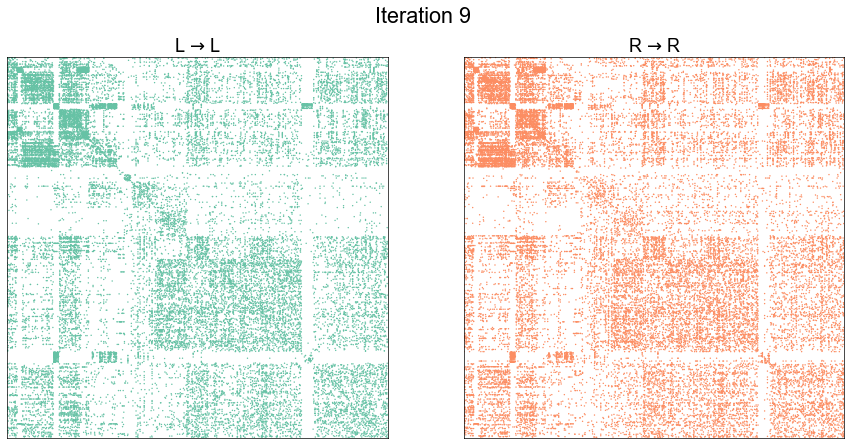 Iteration 9
L → L
R → R